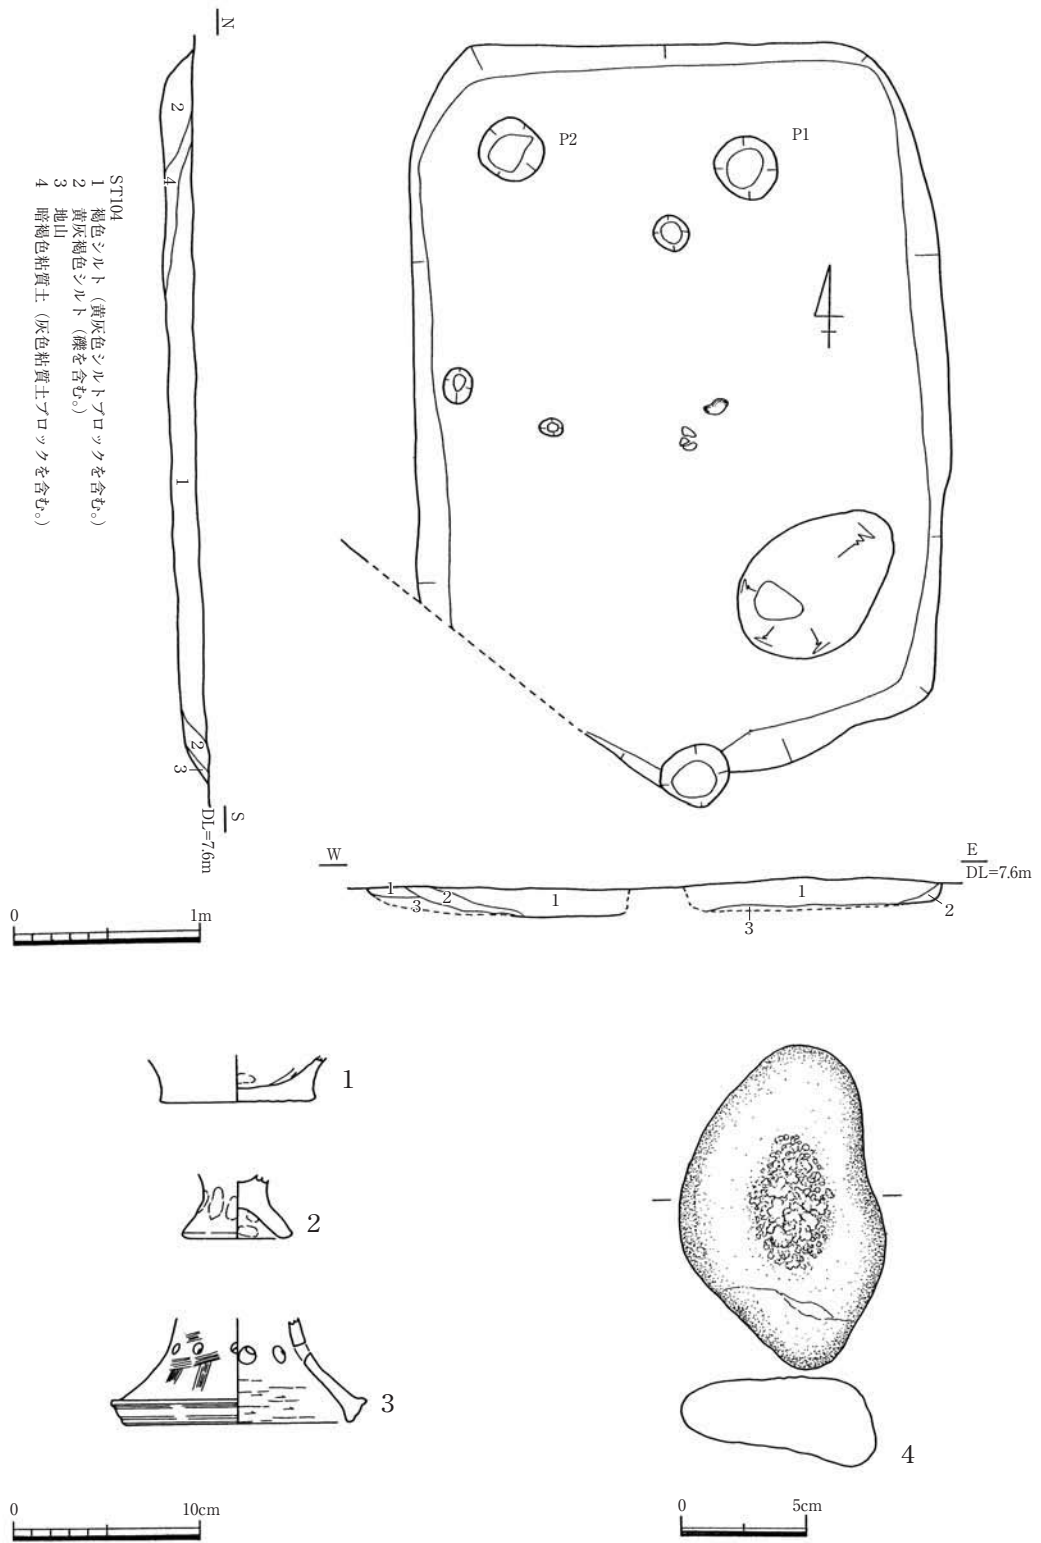 N
2
4
1
2
3
S
DL=7.6m
ST104
1 褐色シルト（黄灰色シルトブロックを含む。）
2 黄灰褐色シルト（礫を含む。）
3 地山
4 暗褐色粘質土（灰色粘質土ブロックを含む。）
P2
P1
W
E
DL=7.6m
1
2
3
1
1
3
2
0 1m
1
2
3
4
0 10cm
0 5cm